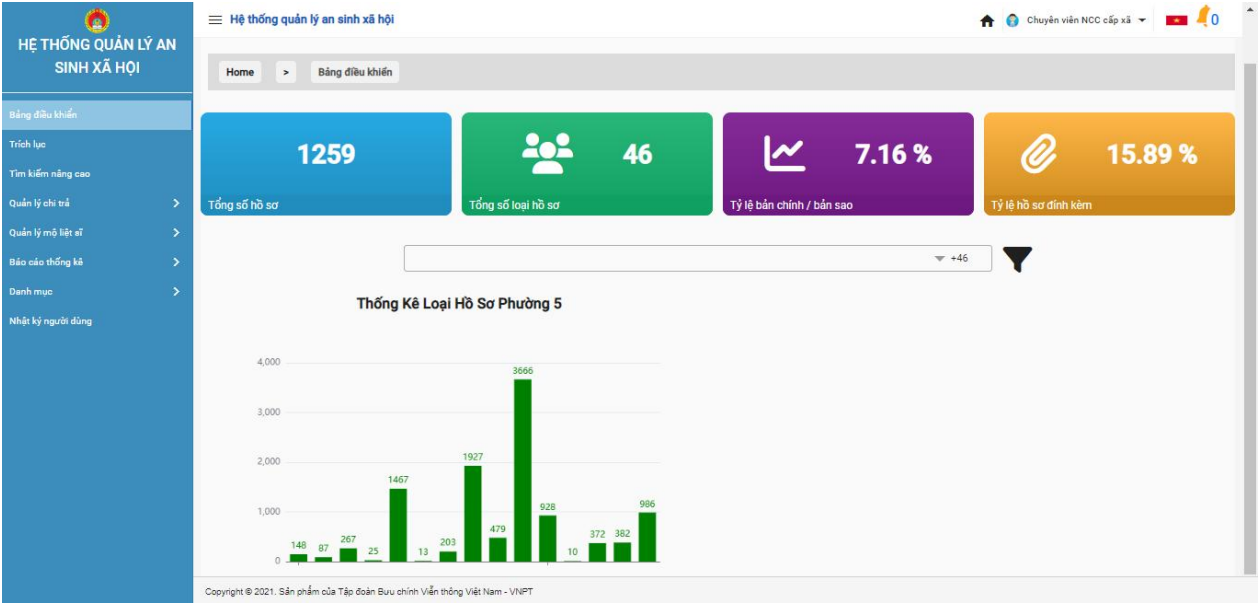 HỆ THỐNG QUẢN LÝ AN
SINH XÃ HỘI
Bảng điều khiển
Trích lục
Tìm kiếm nâng cao
Quản lý chi trả
Quản lý mộ liệt sĩ
Báo cáo thống kê
Danh mục
Nhật ký người dùng
Hệ thống quản lý an sinh xã hội
Chuyên viên NCC cấp xã
0
Home > Bảng điều khiển
1259
Tổng số hồ sơ
46
Tổng số loại hồ sơ
7.16 %
Tỷ lệ bản chính / bản sao
15.89 %
Tỷ lệ hồ sơ đính kèm
+46
Thống Kê Loại Hồ Sơ Phường 5
4,000
3,000
2,000
1,000
0
148
87
267
25
1467
13
203
1927
479
3666
928
10
372
382
986
Copyright © 2021. Sản phẩm của Tập đoàn Bưu chính Viễn thông Việt Nam - VNPT